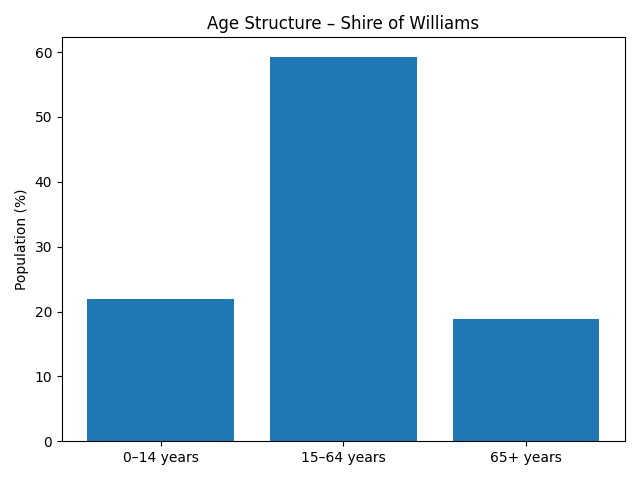 Age Structure – Shire of Williams
Population (%)
60
50
40
30
20
10
0
0–14 years
15–64 years
65+ years